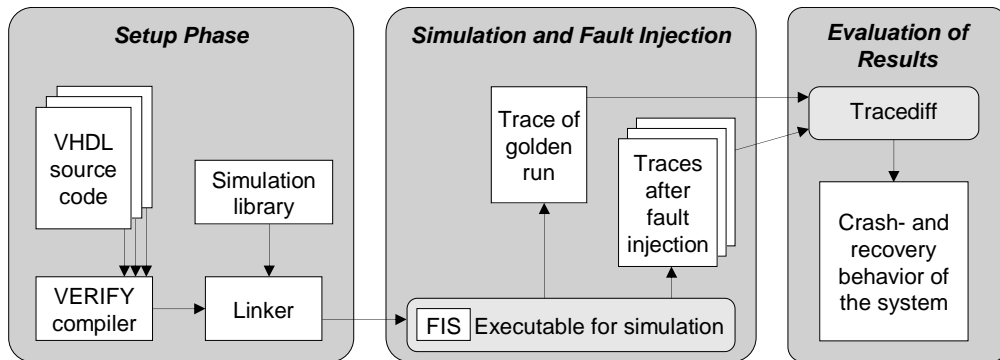 Setup Phase
VHDL
source
code
Simulation
library
VERIFY
compiler
Linker
Simulation and Fault Injection
Trace of
golden
run
Traces
after
fault
injection
FIS Executable for simulation
Evaluation of
Results
Tracediff
Crash- and
recovery
behavior of
the system